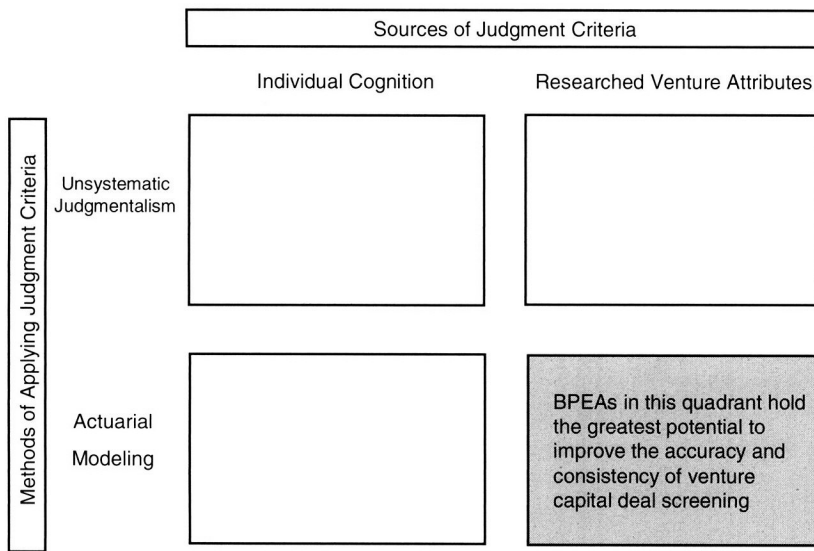 Sources of Judgment Criteria
Individual Cognition
Researched Venture Attributes
Methods of Applying Judgment Criteria
Unsystematic
Judgmentalism
Actuarial
Modeling
BPEAs in this quadrant hold
the greatest potential to
improve the accuracy and
consistency of venture
capital deal screening